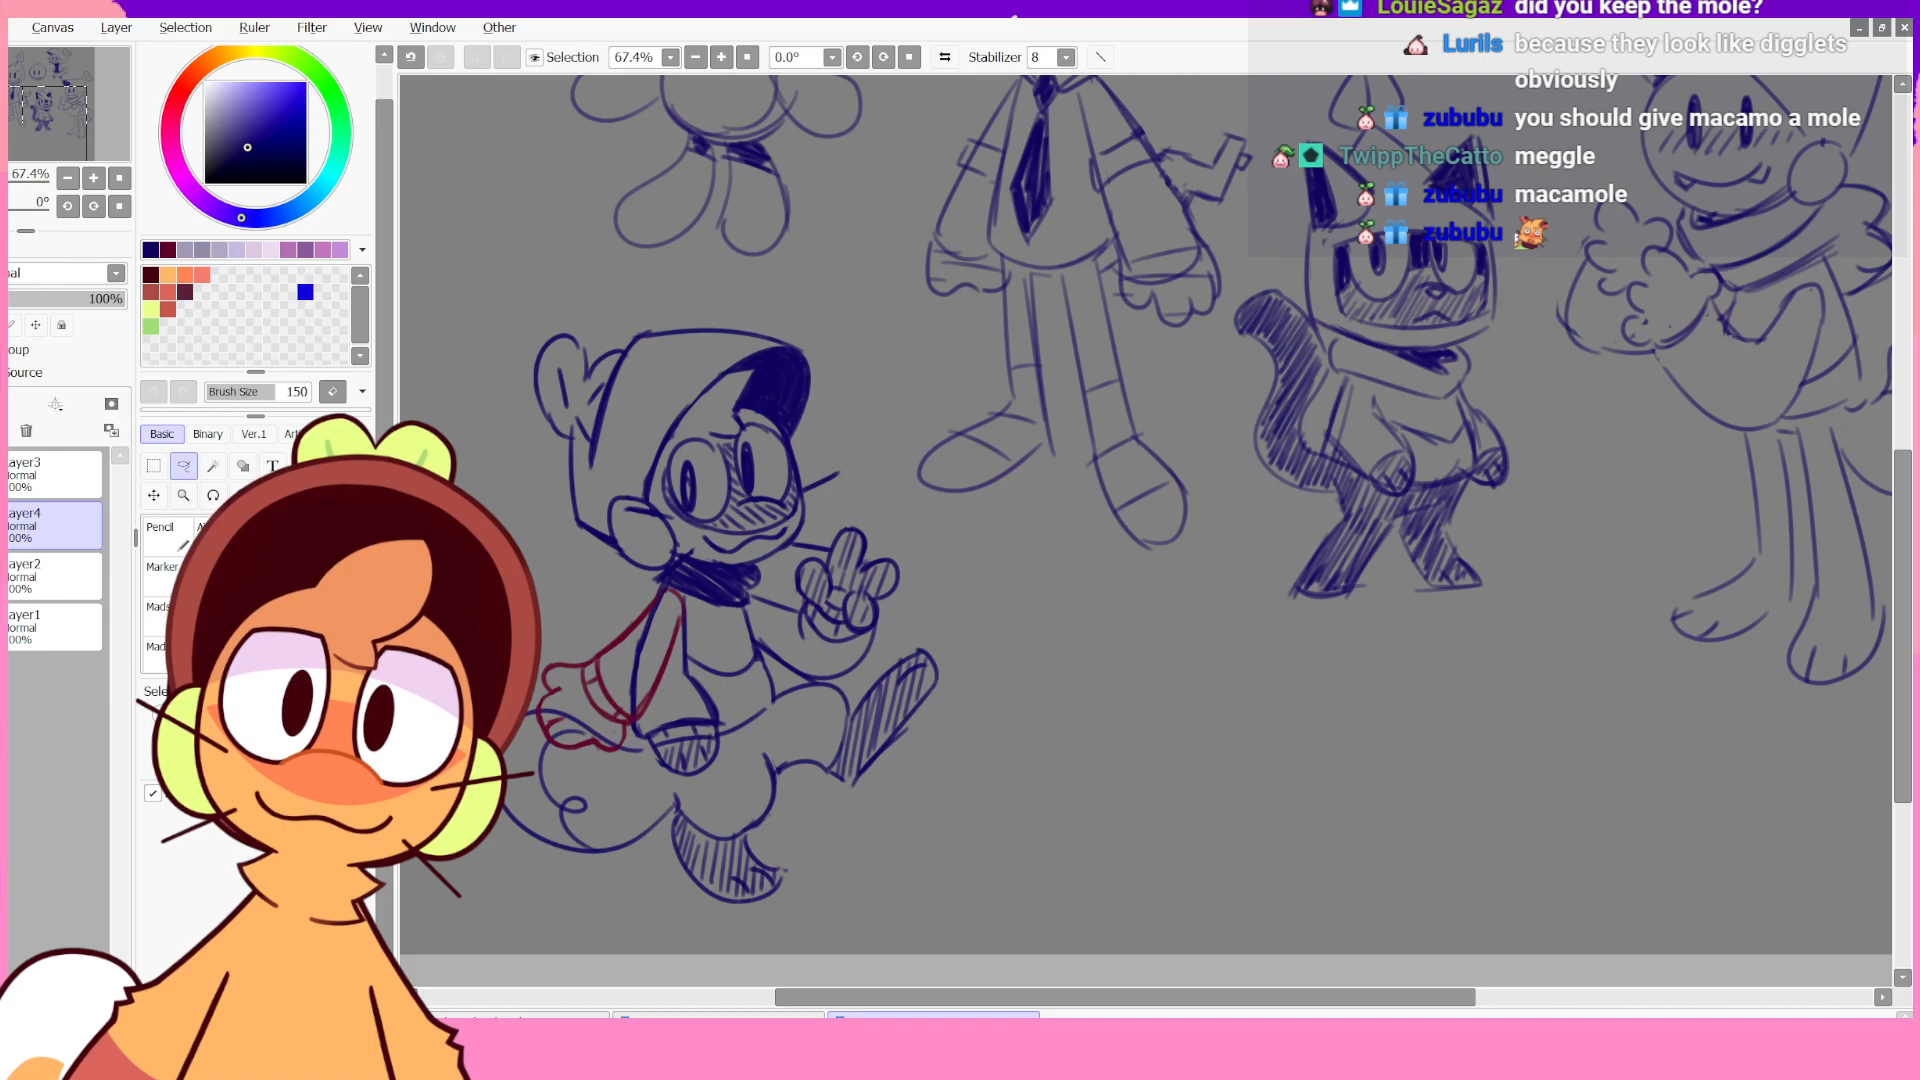 LouieSagaz did you keep the mole?
Canvas Layer Selection Ruler Filter View Window Other
Lurils because they look like digglets
obviously
Selection 67.4% 0.0° Stabilizer 8
zububu you should give macamo a mole
TwippTheCatto meggle
67.4%
zububu macamole
0°
zububu
100%
Brush Size 150
Basic Binary Ver.1
ayer3
ormal
00%
T
ayer4
ormal
00%
Pencil
Marker
ayer2
ormal
00%
ayer1
ormal
00%